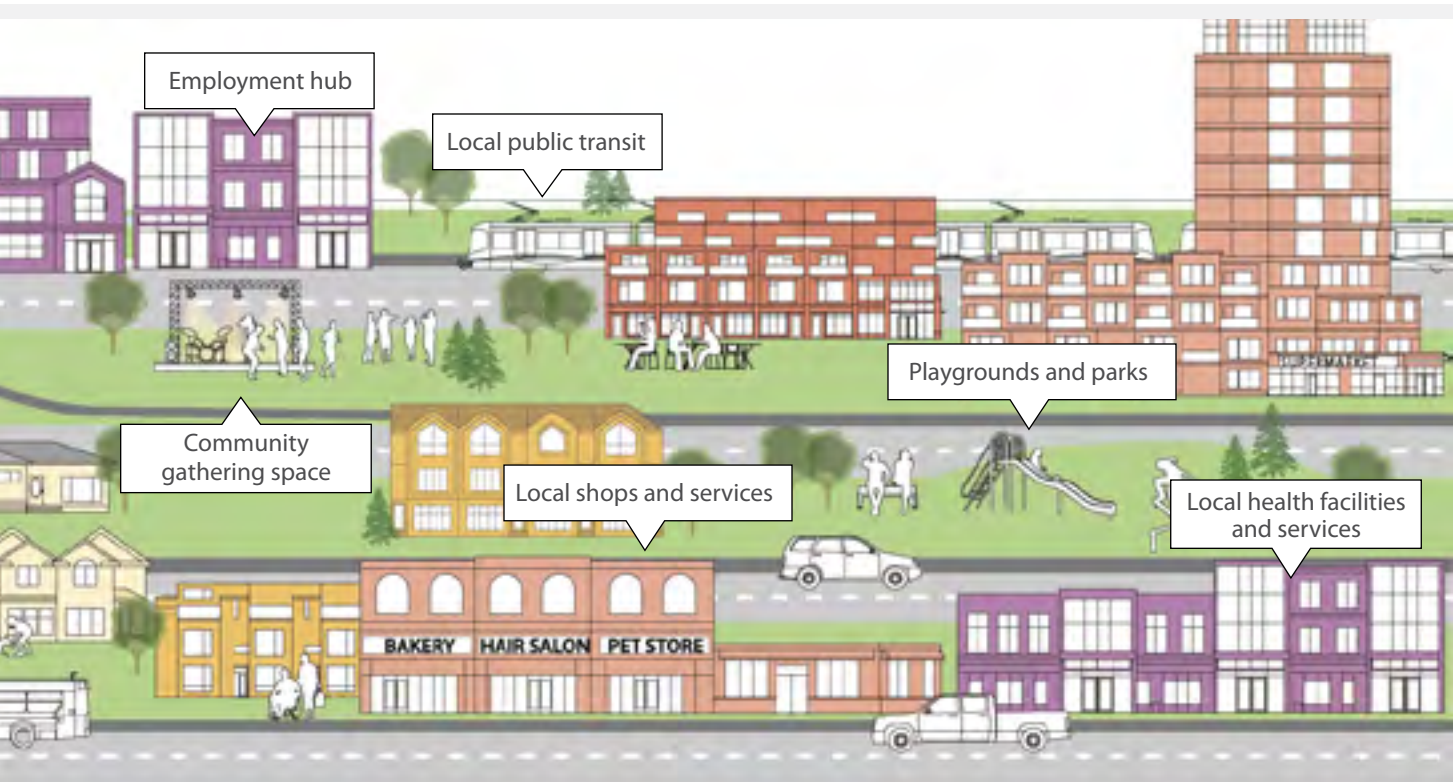 Employment hub
Local public transit
SUPERMARKET
Playgrounds and parks
Community
gathering space
Local shops and services
Local health facilities
and services
BAKERY HAIR SALON PET STORE